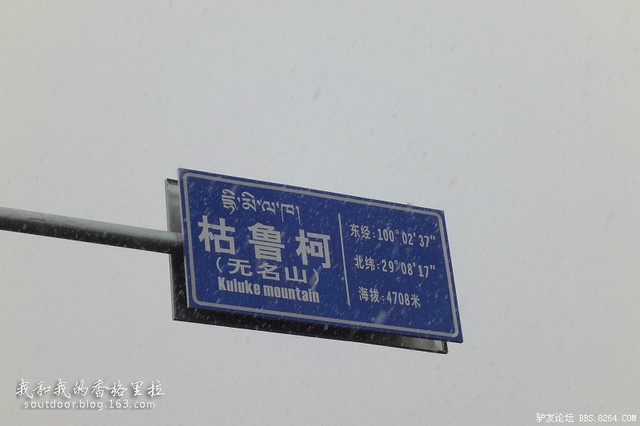 枯鲁柯
(无名山)
Kuluke mountain
东经:100°02'37"
北纬:29°08'17"
海拔:4708米
我和我的香格里拉
soutdoor.blog.163.com
驴友论坛 BBS.8264.COM